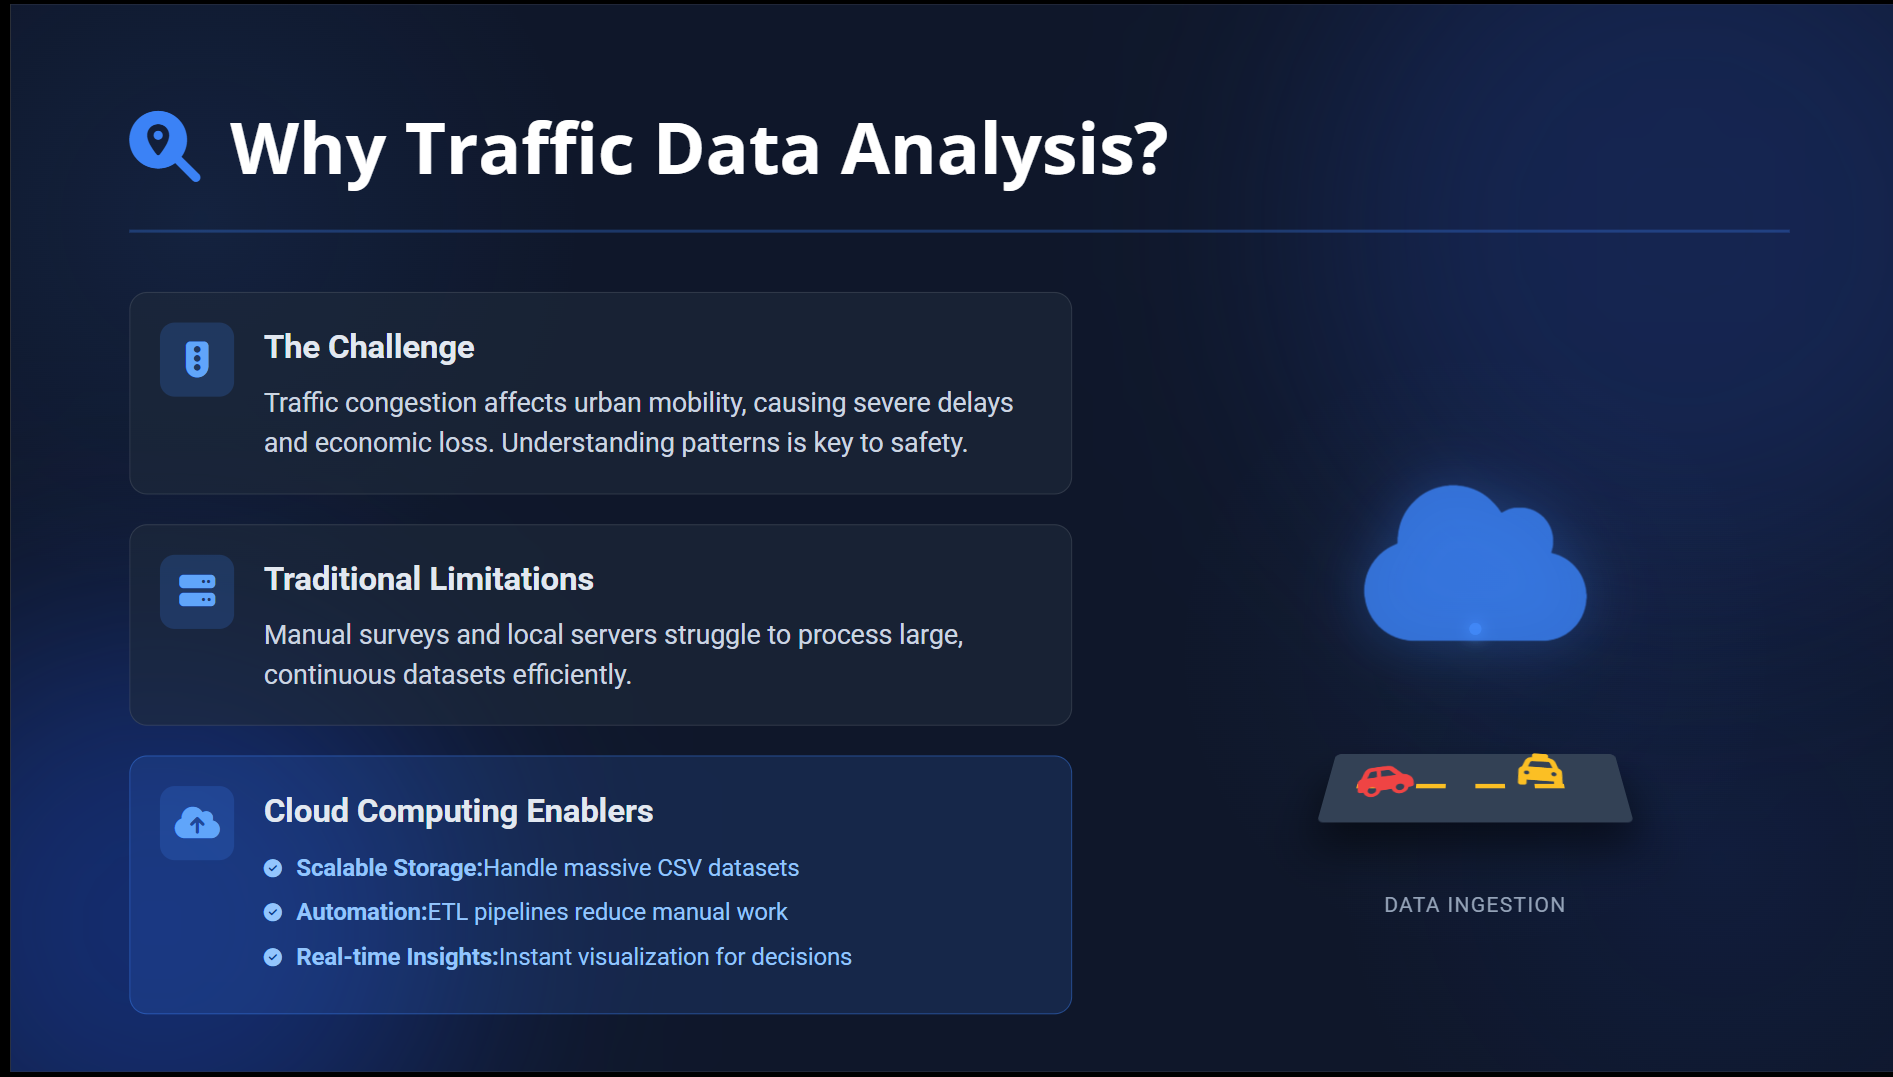 Why Traffic Data Analysis?
The Challenge
Traffic congestion affects urban mobility, causing severe delays
and economic loss. Understanding patterns is key to safety.
Traditional Limitations
Manual surveys and local servers struggle to process large,
continuous datasets efficiently.
Cloud Computing Enablers
Scalable Storage:Handle massive CSV datasets
Automation:ETL pipelines reduce manual work
Real-time Insights:Instant visualization for decisions
DATA INGESTION